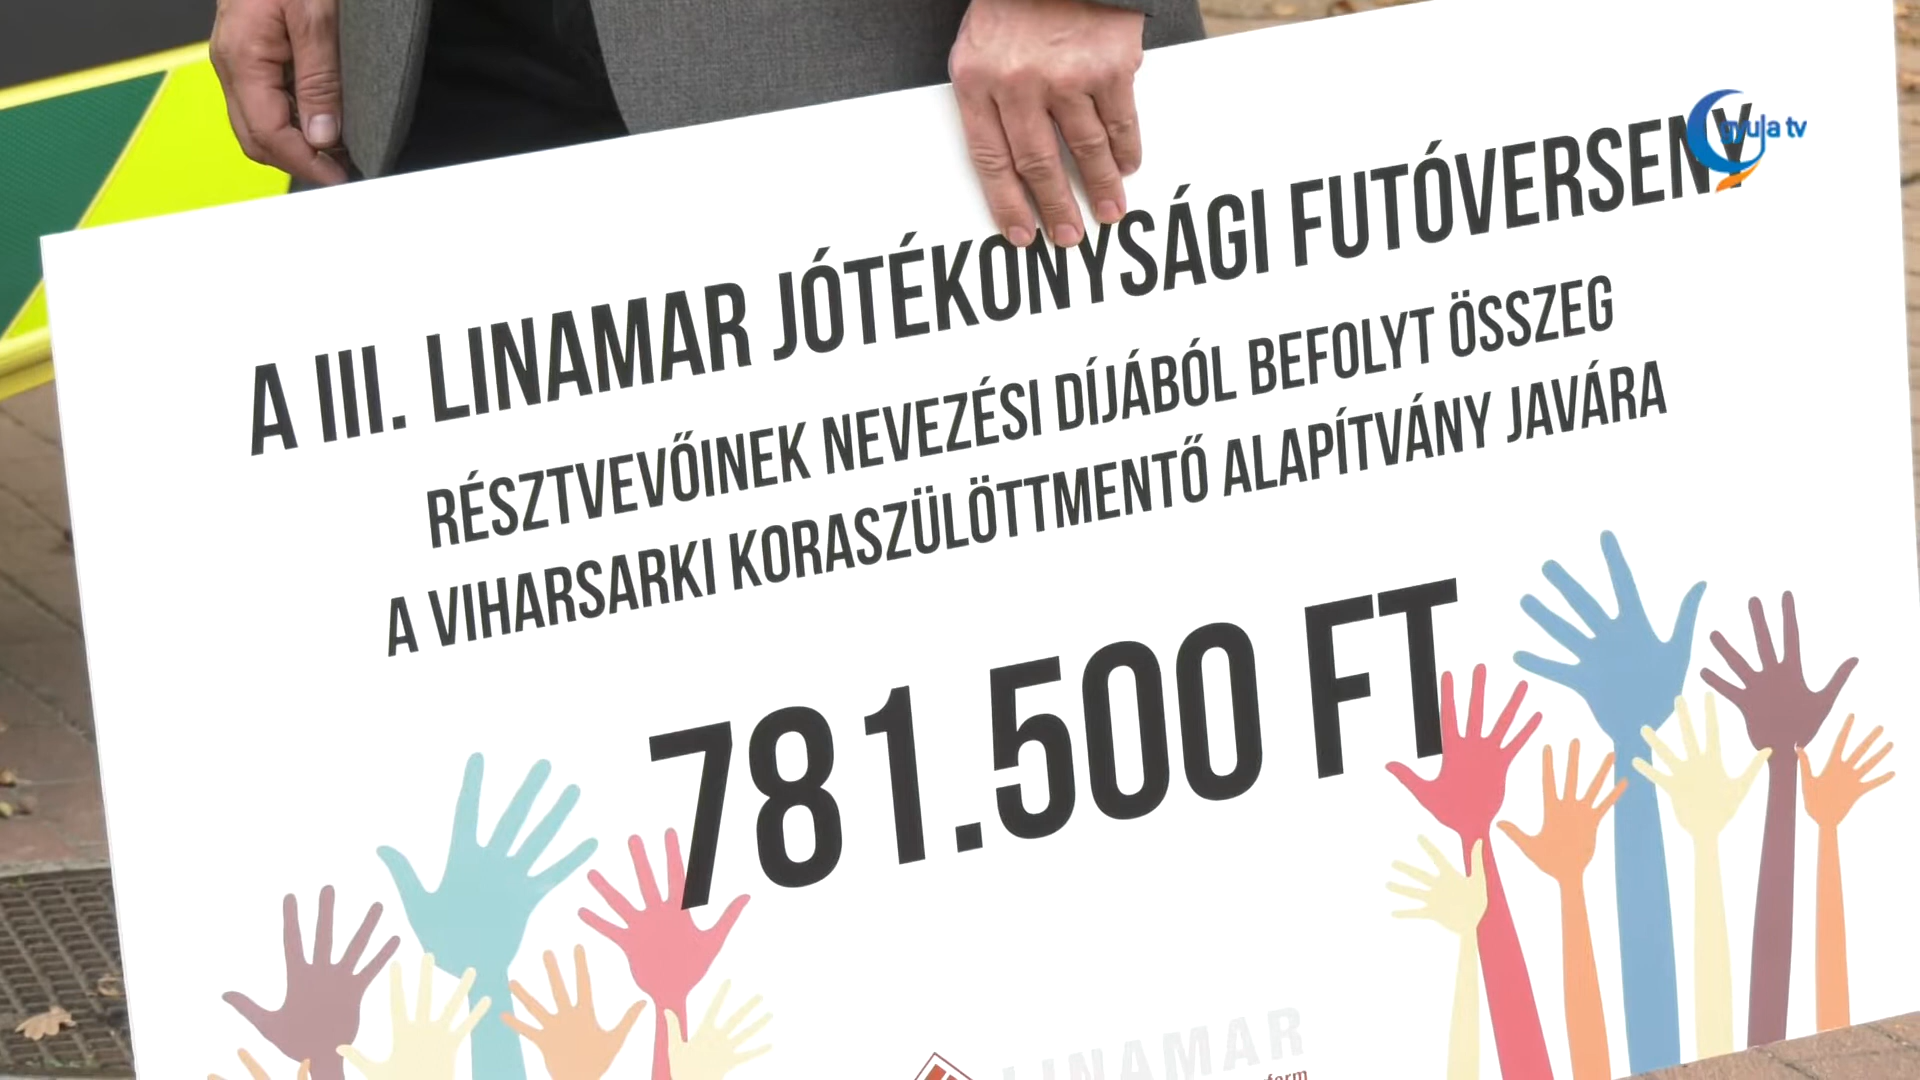 gyula tv
A III. LINAMAR JÓTÉKONYSÁGI FUTÓVERSENY
RÉSZTVEVŐINEK NEVEZÉSI DÍJÁBÓL BEFOLYT ÖSSZEG
A VIHARSARKI KORASZÜLÖTTMENTŐ ALAPÍTVÁNY JAVÁRA
781.500 FT
LINAMAR